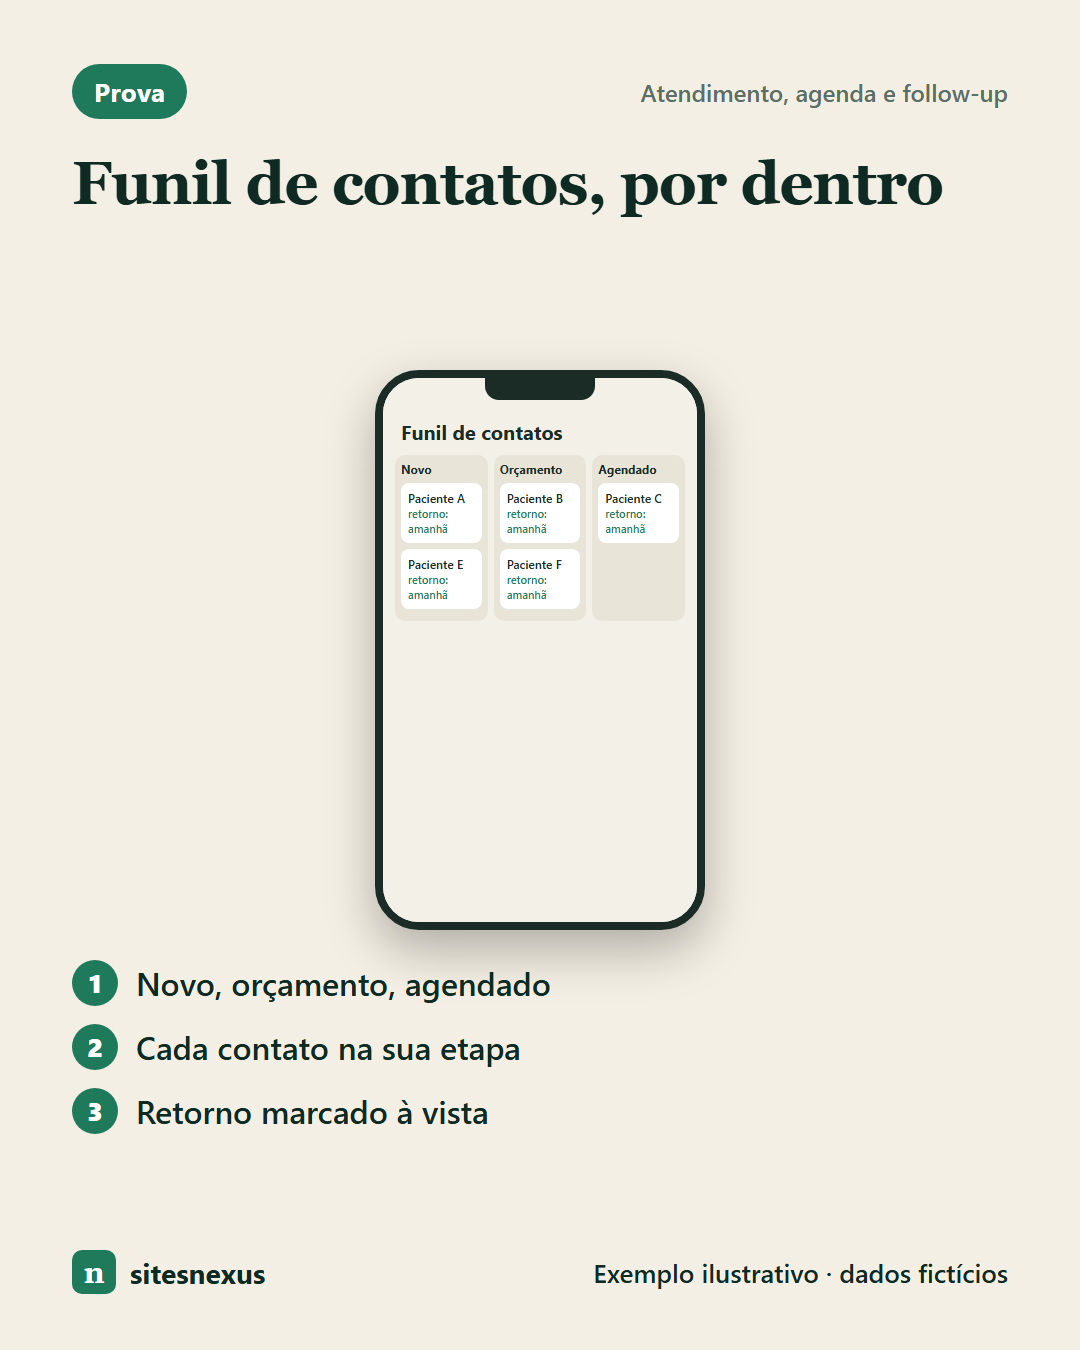 Prova
Atendimento, agenda e follow-up
Funil de contatos, por dentro
Funil de contatos
Novo
Paciente A
retorno:
amanhã
Paciente E
retorno:
amanhã
Orçamento
Paciente B
retorno:
amanhã
Paciente F
retorno:
amanhã
Agendado
Paciente C
retorno:
amanhã
1 Novo, orçamento, agendado
2 Cada contato na sua etapa
3 Retorno marcado à vista
n sitesnexus
Exemplo ilustrativo · dados fictícios